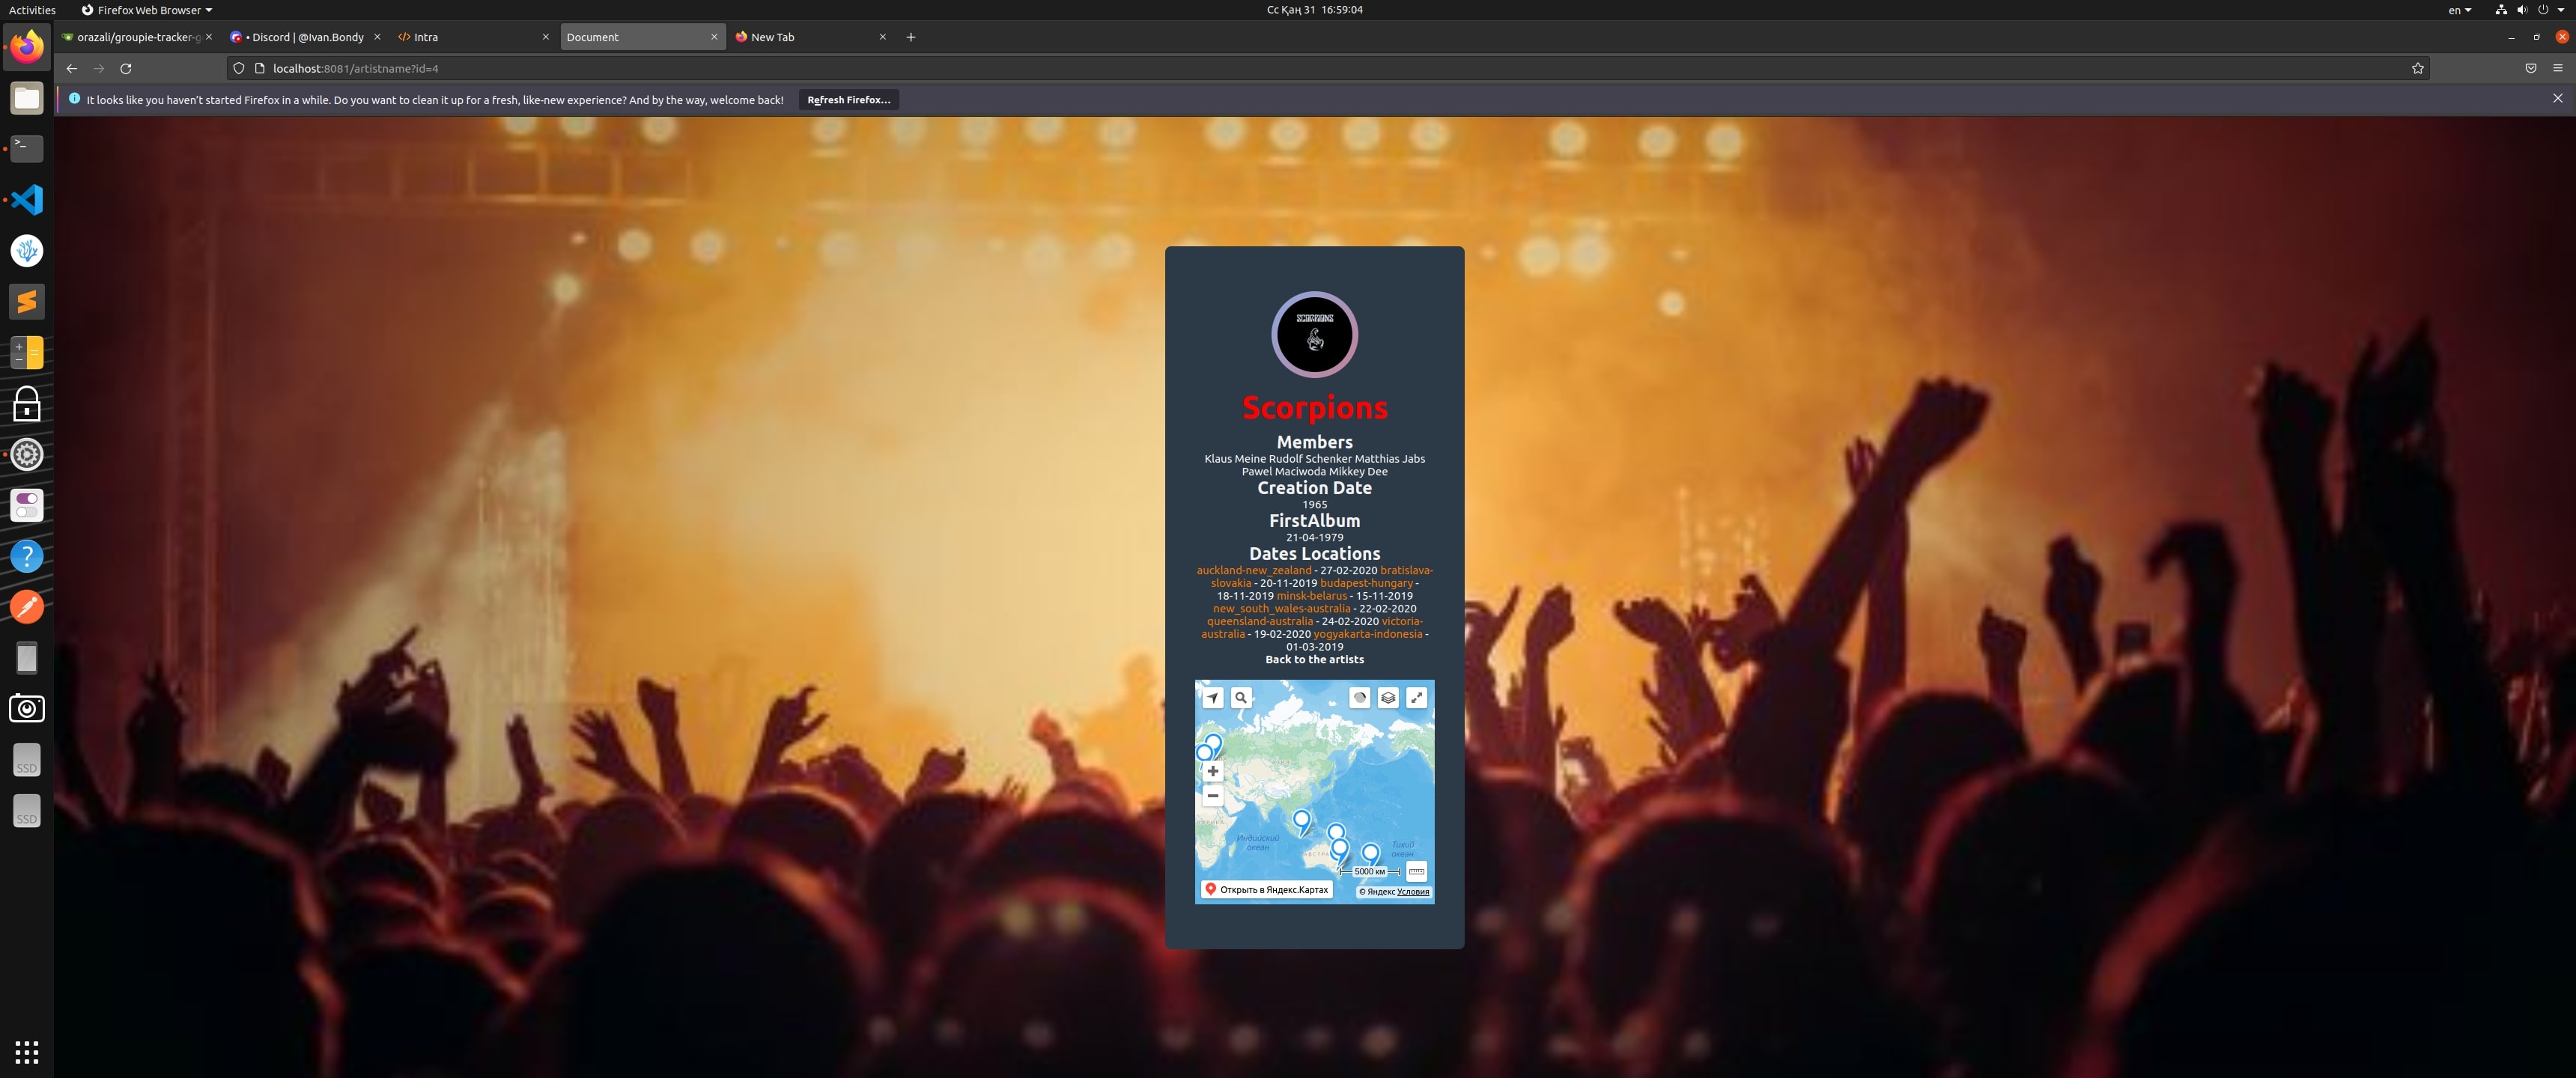 Activities
Firefox Web Browser
Сс Қаң 31 16:59:04
en
orazali/groupie-tracker-g
• Discord | @Ivan.Bondy
Intra
Document
New Tab
localhost:8081/artistname?id=4
It looks like you haven't started Firefox in a while. Do you want to clean it up for a fresh, like-new experience? And by the way, welcome back!
Refresh Firefox...
SCORPIONS
Scorpions
Members
Klaus Meine Rudolf Schenker Matthias Jabs
Pawel Maciwoda Mikkey Dee
Creation Date
1965
FirstAlbum
21-04-1979
Dates Locations
auckland-new_zealand - 27-02-2020 bratislava-
slovakia - 20-11-2019 budapest-hungary -
18-11-2019 minsk-belarus - 15-11-2019
new_south_wales-australia - 22-02-2020
queensland-australia - 24-02-2020 victoria-
australia - 19-02-2020 yogyakarta-indonesia -
01-03-2019
Back to the artists
Индийский
океан
Тихий
океан
5000 км
Открыть в Яндекс.Картах
© Яндекс Условия
SSD
SSD